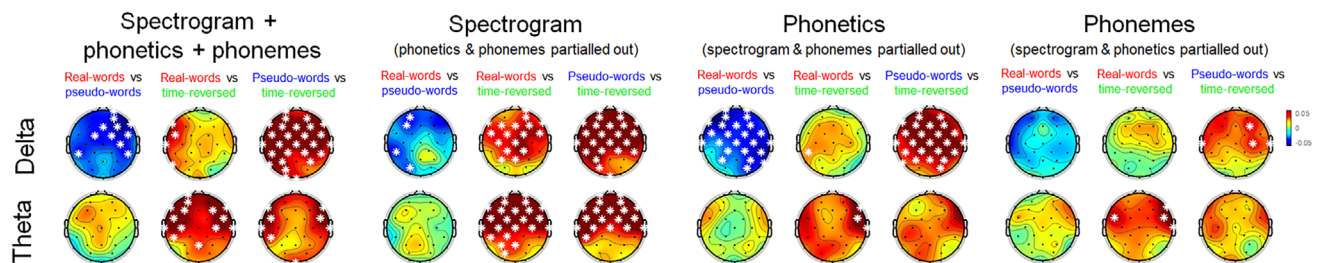 Spectrogram +
phonetics + phonemes
Real-words vs
pseudo-words
Real-words vs
time-reversed
Pseudo-words vs
time-reversed
Spectrogram
(phonetics & phonemes partialled out)
Real-words vs
pseudo-words
Real-words vs
time-reversed
Pseudo-words vs
time-reversed
Phonetics
(spectrogram & phonemes partialled out)
Real-words vs
pseudo-words
Real-words vs
time-reversed
Pseudo-words vs
time-reversed
Phonemes
(spectrogram & phonetics partialled out)
Real-words vs
pseudo-words
Real-words vs
time-reversed
Pseudo-words vs
time-reversed
Delta
0.05
0
-0.05
Theta